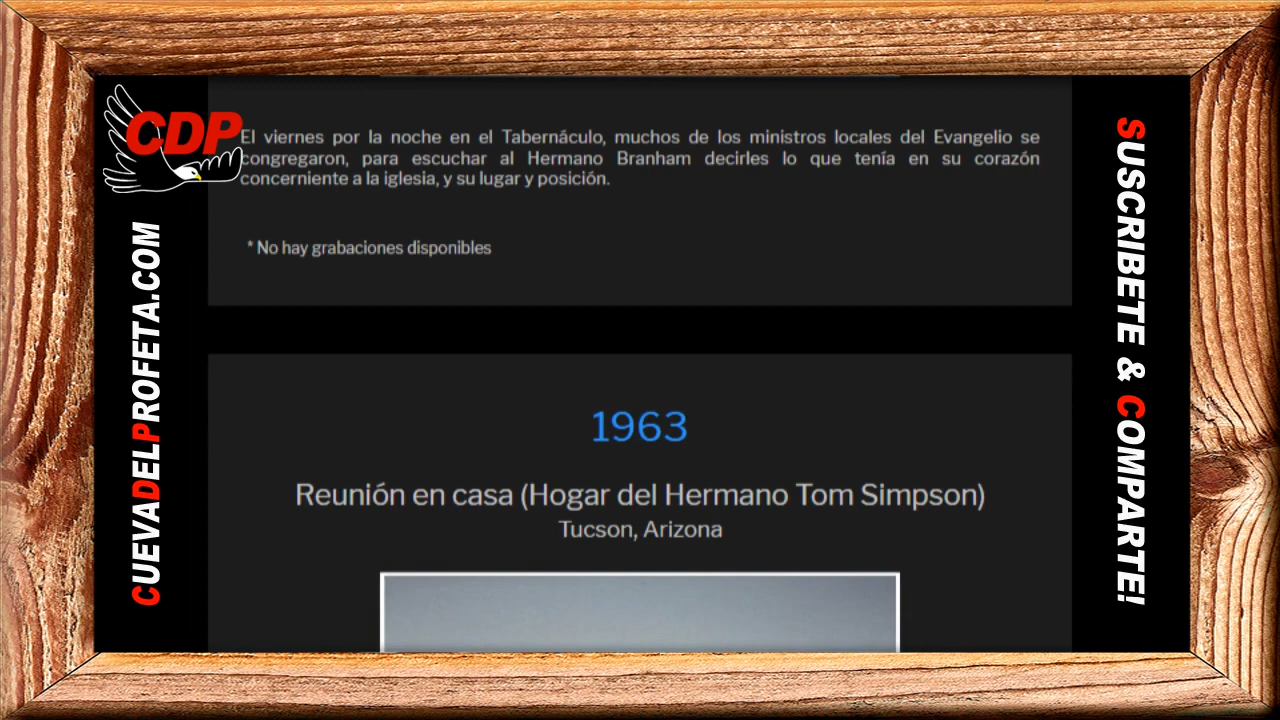 CDP
El viernes por la noche en el Tabernáculo, muchos de los ministros locales del Evangelio se
congregaron, para escuchar al Hermano Branham decirles lo que tenía en su corazón
concerniente a la iglesia, y su lugar y posición.
* No hay grabaciones disponibles
1963
Reunión en casa (Hogar del Hermano Tom Simpson)
Tucson, Arizona
CUEVADELPROFETA.COM
SUSCRIBETE & COMPARTE!